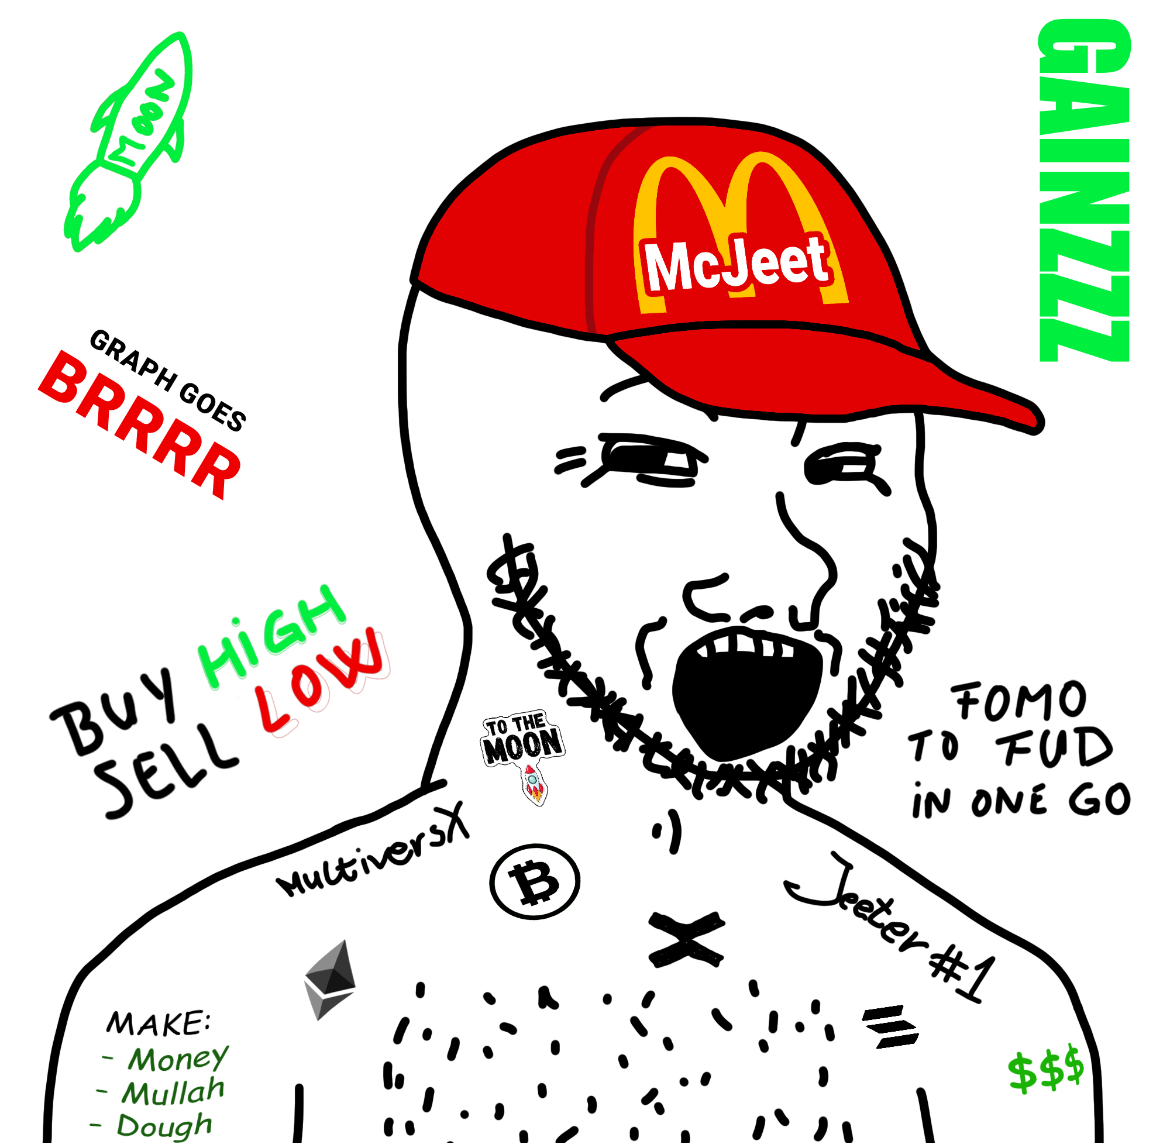 MOON
GAINZZZ
McJeet
GRAPH GOES
BRRRR
BUY HIGH
SELL LOW
TO THE
MOON
FOMO
TO FUD
iN ONE GO
MultiversX
Jeeter #1
MAKE:
- Money
- Mullah
- Dough
$$$